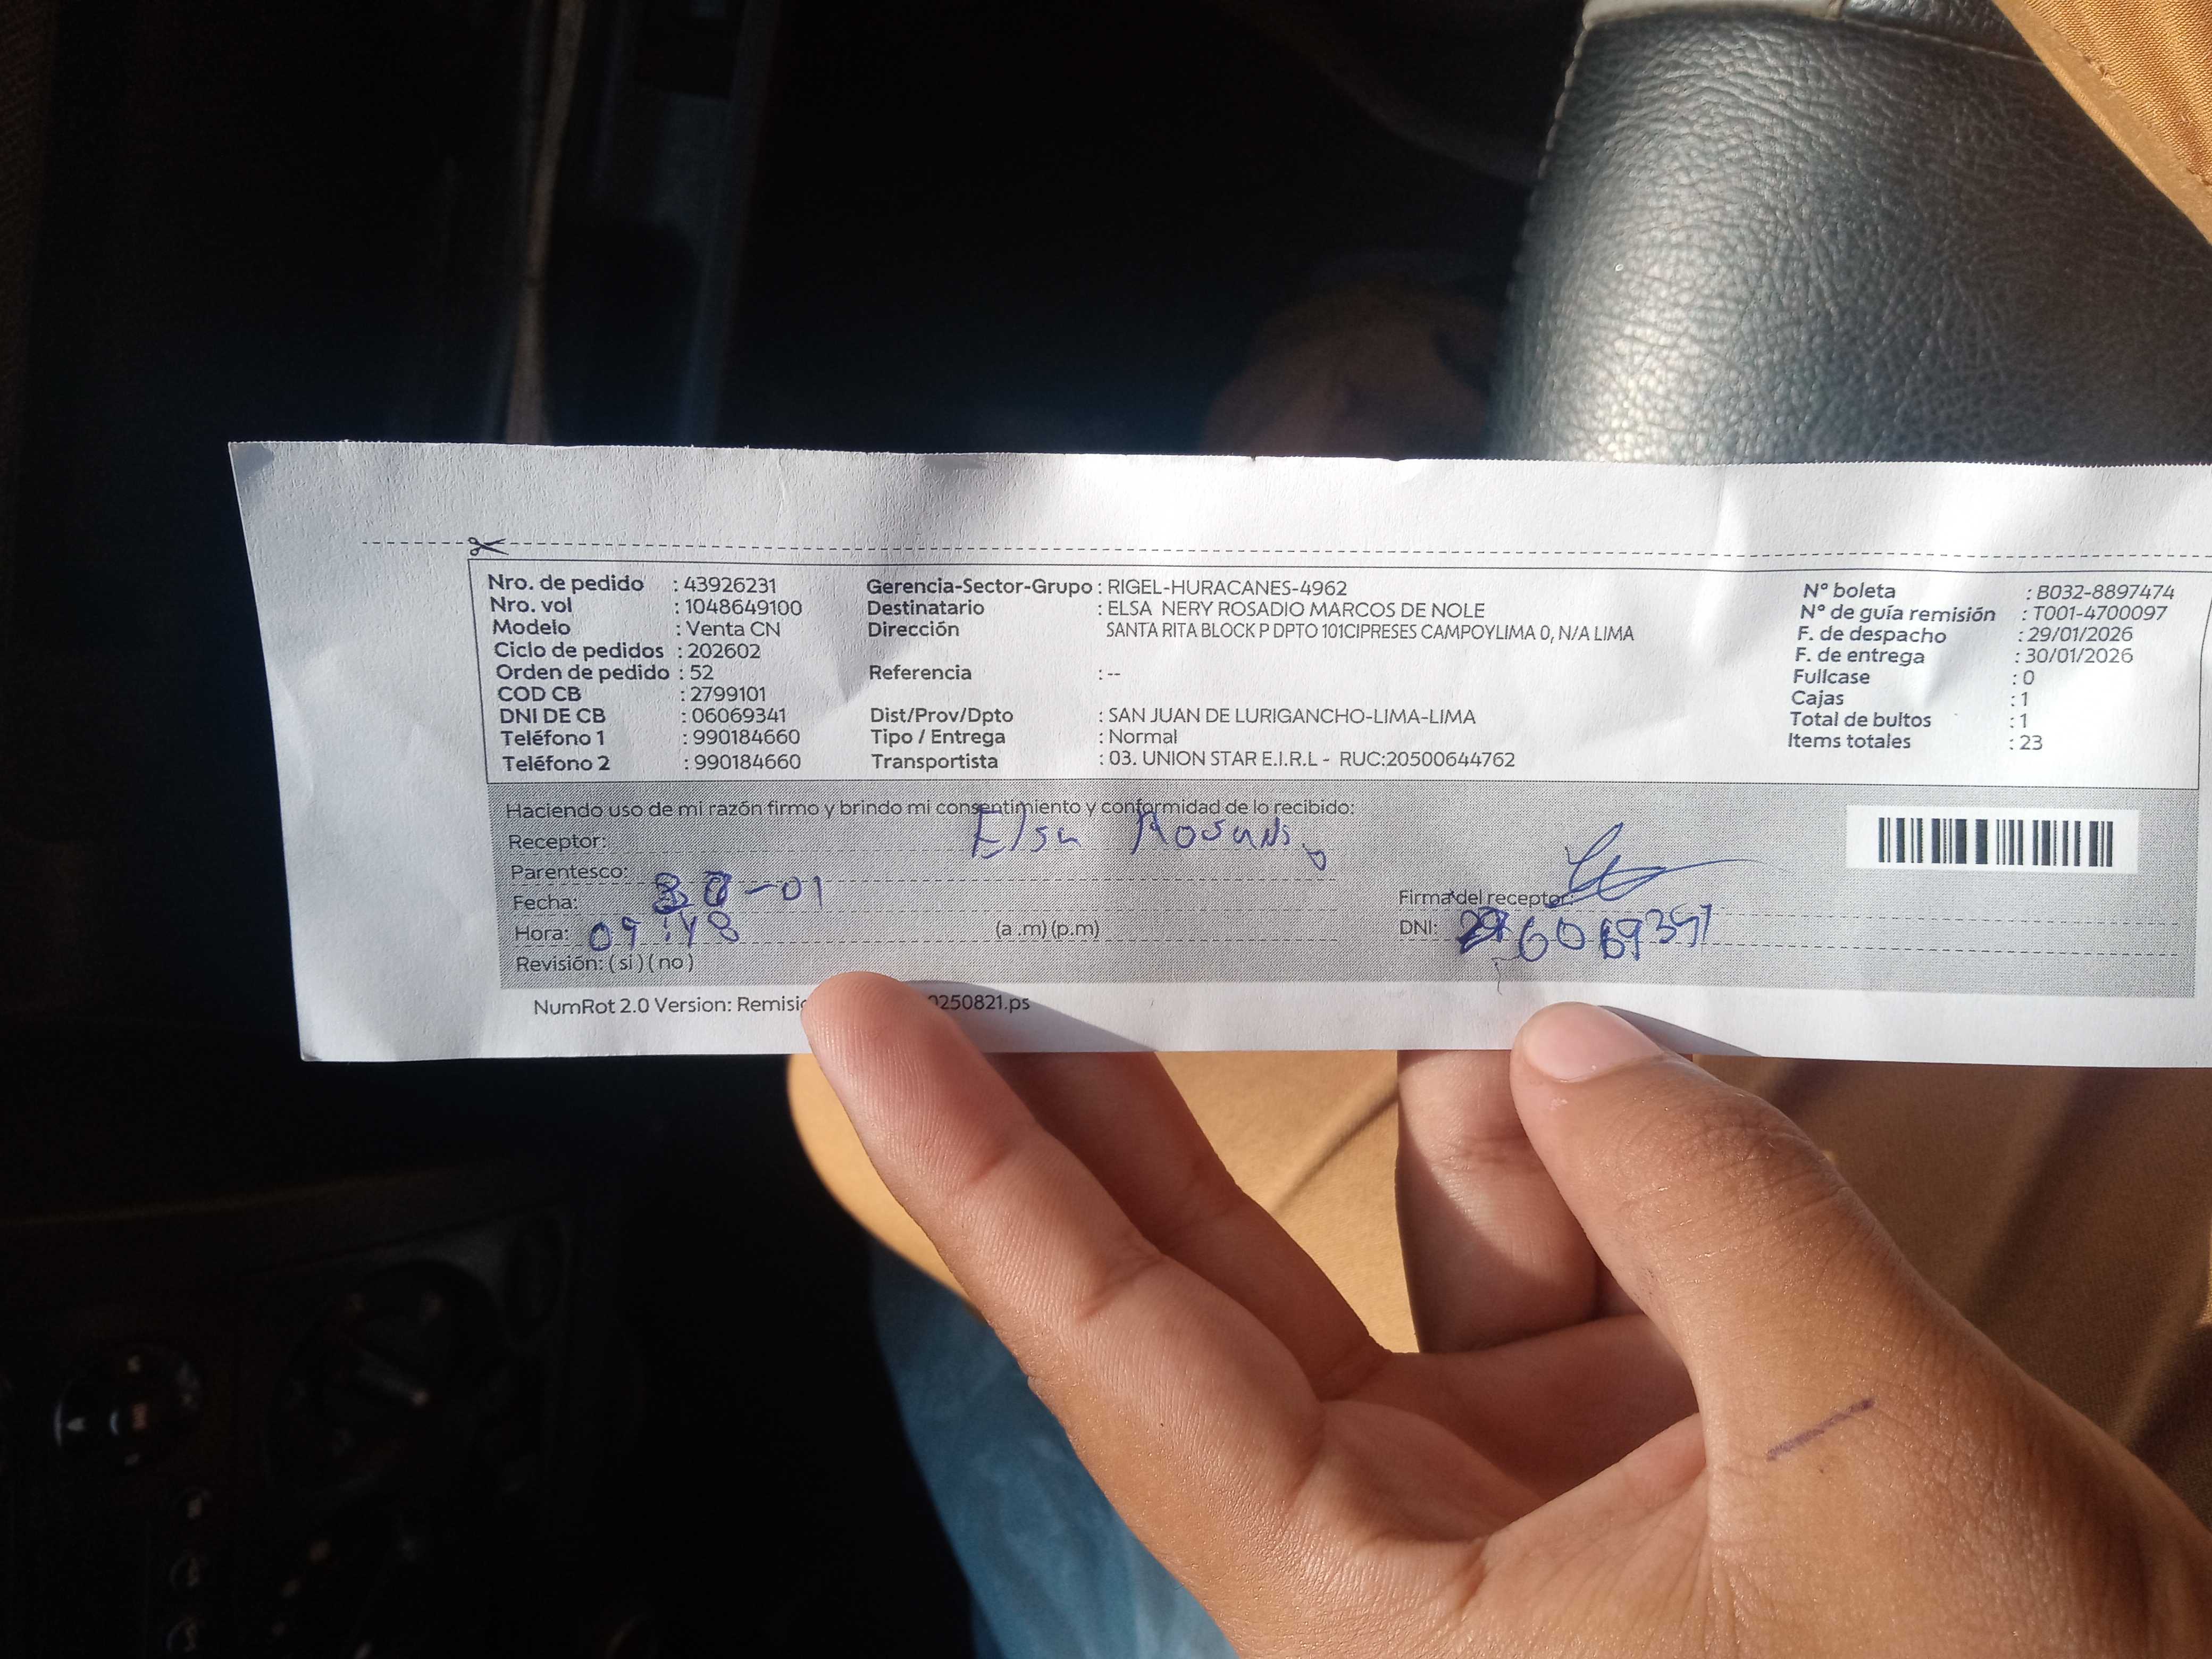 Nro. de pedido : 43926231 Gerencia-Sector-Grupo : RIGEL-HURACANES-4962 N° boleta : B032-8897474
Nro. vol : 1048649100 Destinatario : ELSA NERY ROSADIO MARCOS DE NOLE N° de guía remisión : T001-4700097
Modelo : Venta CN Dirección SANTA RITA BLOCK P DPTO 101CIPRESES CAMPOYLIMA 0, N/A LIMA F. de despacho : 29/01/2026
Ciclo de pedidos : 202602 F. de entrega : 30/01/2026
Orden de pedido : 52 Referencia : -- Fullcase : 0
COD CB : 2799101 Cajas : 1
DNI DE CB : 06069341 Dist/Prov/Dpto : SAN JUAN DE LURIGANCHO-LIMA-LIMA Total de bultos : 1
Teléfono 1 : 990184660 Tipo / Entrega : Normal Items totales : 23
Teléfono 2 : 990184660 Transportista : 03. UNION STAR E.I.R.L - RUC:20500644762
Haciendo uso de mi razón firmo y brindo mi consentimiento y conformidad de lo recibido:
Receptor: Elsa
Parentesco:
Fecha: 30-01 Firma del receptor:
Hora: 09:48 (a .m) (p.m) DNI:
Revisión: ( si ) ( no )
NumRot 2.0 Version: 0250821.ps